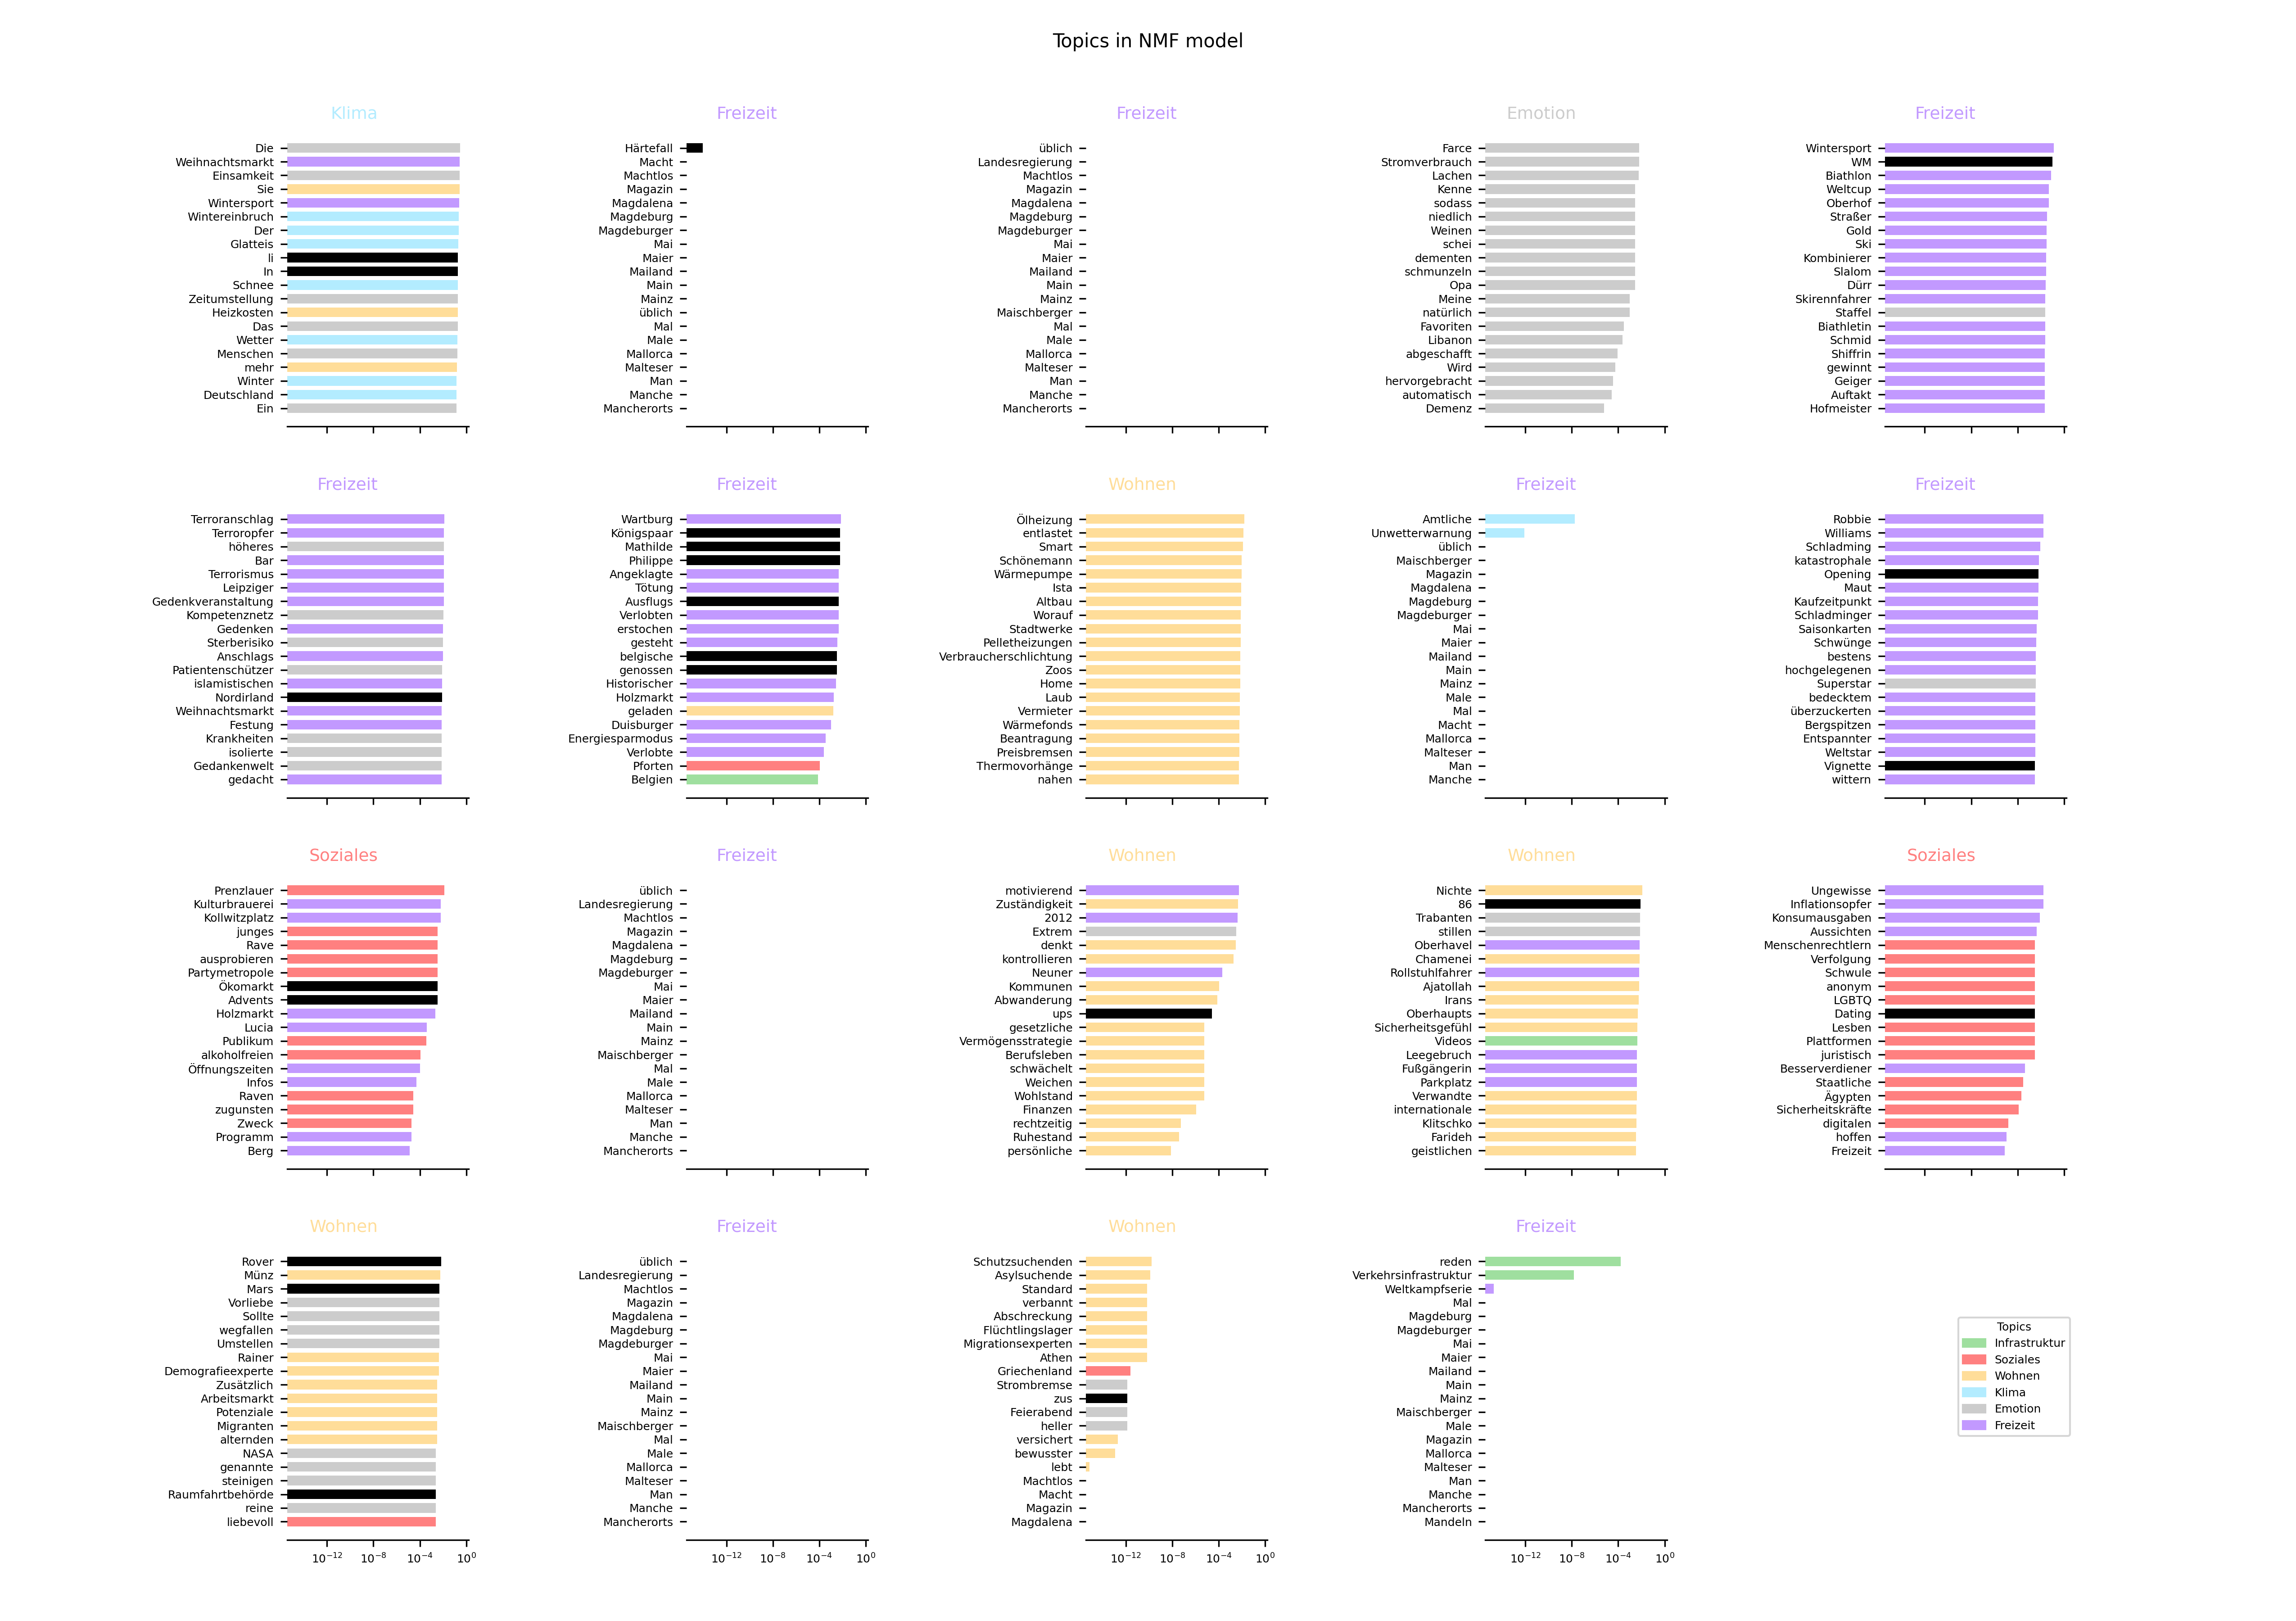 Topics in NMF model
Klima
Die
Weihnachtsmarkt
Einsamkeit
Sie
Wintersport
Wintereinbruch
Der
Glatteis
li
In
Schnee
Zeitumstellung
Heizkosten
Das
Wetter
Menschen
mehr
Winter
Deutschland
Ein
Freizeit
Härtefall
Macht
Machtlos
Magazin
Magdalena
Magdeburg
Magdeburger
Mai
Maier
Mailand
Main
Mainz
üblich
Mal
Male
Mallorca
Malteser
Man
Manche
Mancherorts
Freizeit
üblich
Landesregierung
Machtlos
Magazin
Magdalena
Magdeburg
Magdeburger
Mai
Maier
Mailand
Main
Mainz
Maischberger
Mal
Male
Mallorca
Malteser
Man
Manche
Mancherorts
Emotion
Farce
Stromverbrauch
Lachen
Kenne
sodass
niedlich
Weinen
schei
dementen
schmunzeln
Opa
Meine
natürlich
Favoriten
Libanon
abgeschafft
Wird
hervorgebracht
automatisch
Demenz
Freizeit
Wintersport
WM
Biathlon
Weltcup
Oberhof
Straßer
Gold
Ski
Kombinierer
Slalom
Dürr
Skirennfahrer
Staffel
Biathletin
Schmid
Shiffrin
gewinnt
Geiger
Auftakt
Hofmeister
Freizeit
Terroranschlag
Terroropfer
höheres
Bar
Terrorismus
Leipziger
Gedenkveranstaltung
Kompetenznetz
Gedenken
Sterberisiko
Anschlags
Patientenschützer
islamistischen
Nordirland
Weihnachtsmarkt
Festung
Krankheiten
isolierte
Gedankenwelt
gedacht
Freizeit
Wartburg
Königspaar
Mathilde
Philippe
Angeklagte
Tötung
Ausflugs
Verlobten
erstochen
gesteht
belgische
genossen
Historischer
Holzmarkt
geladen
Duisburger
Energiesparmodus
Verlobte
Pforten
Belgien
Wohnen
Ölheizung
entlastet
Smart
Schönemann
Wärmepumpe
Ista
Altbau
Worauf
Stadtwerke
Pelletheizungen
Verbraucherschlichtung
Zoos
Home
Laub
Vermieter
Wärmefonds
Beantragung
Preisbremsen
Thermovorhänge
nahen
Freizeit
Amtliche
Unwetterwarnung
üblich
Maischberger
Magazin
Magdalena
Magdeburg
Magdeburger
Mai
Maier
Mailand
Main
Mainz
Male
Mal
Macht
Mallorca
Malteser
Man
Manche
Freizeit
Robbie
Williams
Schladming
katastrophale
Opening
Maut
Kaufzeitpunkt
Schladminger
Saisonkarten
Schwünge
bestens
hochgelegenen
Superstar
bedecktem
überzuckerten
Bergspitzen
Entspannter
Weltstar
Vignette
wittern
Soziales
Prenzlauer
Kulturbrauerei
Kollwitzplatz
junges
Rave
ausprobieren
Partymetropole
Ökomarkt
Advents
Holzmarkt
Lucia
Publikum
alkoholfreien
Öffnungszeiten
Infos
Raven
zugunsten
Zweck
Programm
Berg
Freizeit
üblich
Landesregierung
Machtlos
Magazin
Magdalena
Magdeburg
Magdeburger
Mai
Maier
Mailand
Main
Mainz
Maischberger
Mal
Male
Mallorca
Malteser
Man
Manche
Mancherorts
Wohnen
motivierend
Zuständigkeit
2012
Extrem
denkt
kontrollieren
Neuner
Kommunen
Abwanderung
ups
gesetzliche
Vermögensstrategie
Berufsleben
schwächelt
Weichen
Wohlstand
Finanzen
rechtzeitig
Ruhestand
persönliche
Wohnen
Nichte
86
Trabanten
stillen
Oberhavel
Chamenei
Rollstuhlfahrer
Ajatollah
Irans
Oberhaupts
Sicherheitsgefühl
Videos
Leegebruch
Fußgängerin
Parkplatz
Verwandte
internationale
Klitschko
Farideh
geistlichen
Soziales
Ungewisse
Inflationsopfer
Konsumausgaben
Aussichten
Menschenrechtlern
Verfolgung
Schwule
anonym
LGBTQ
Dating
Lesben
Plattformen
juristisch
Besserverdiener
Staatliche
Ägypten
Sicherheitskräfte
digitalen
hoffen
Freizeit
Wohnen
Rover
Münz
Mars
Vorliebe
Sollte
wegfallen
Umstellen
Rainer
Demografieexperte
Zusätzlich
Arbeitsmarkt
Potenziale
Migranten
alternden
NASA
genannte
steinigen
Raumfahrtbehörde
reine
liebevoll
10⁻¹² 10⁻⁸ 10⁻⁴ 10⁰
Freizeit
üblich
Landesregierung
Machtlos
Magazin
Magdalena
Magdeburg
Magdeburger
Mai
Maier
Mailand
Main
Mainz
Maischberger
Mal
Male
Mallorca
Malteser
Man
Manche
Mancherorts
10⁻¹² 10⁻⁸ 10⁻⁴ 10⁰
Wohnen
Schutzsuchenden
Asylsuchende
Standard
verbannt
Abschreckung
Flüchtlingslager
Migrationsexperten
Athen
Griechenland
Strombremse
zus
Feierabend
heller
versichert
bewusster
lebt
Machtlos
Macht
Magazin
Magdalena
10⁻¹² 10⁻⁸ 10⁻⁴ 10⁰
Freizeit
reden
Verkehrsinfrastruktur
Weltkampfserie
Mal
Magdeburg
Magdeburger
Mai
Maier
Mailand
Main
Mainz
Maischberger
Male
Magazin
Mallorca
Malteser
Man
Manche
Mancherorts
Mandeln
10⁻¹² 10⁻⁸ 10⁻⁴ 10⁰
Topics
Infrastruktur
Soziales
Wohnen
Klima
Emotion
Freizeit